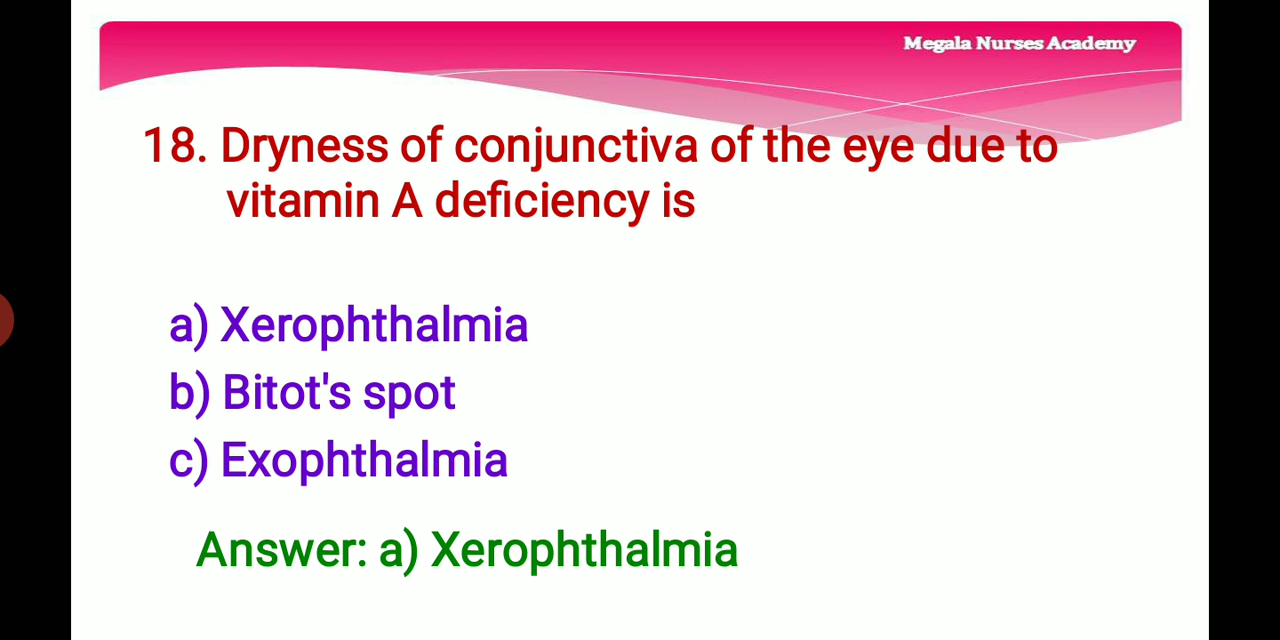 Megala Nurses Academy
18. Dryness of conjunctiva of the eye due to
vitamin A deficiency is
a) Xerophthalmia
b) Bitot's spot
c) Exophthalmia
Answer: a) Xerophthalmia